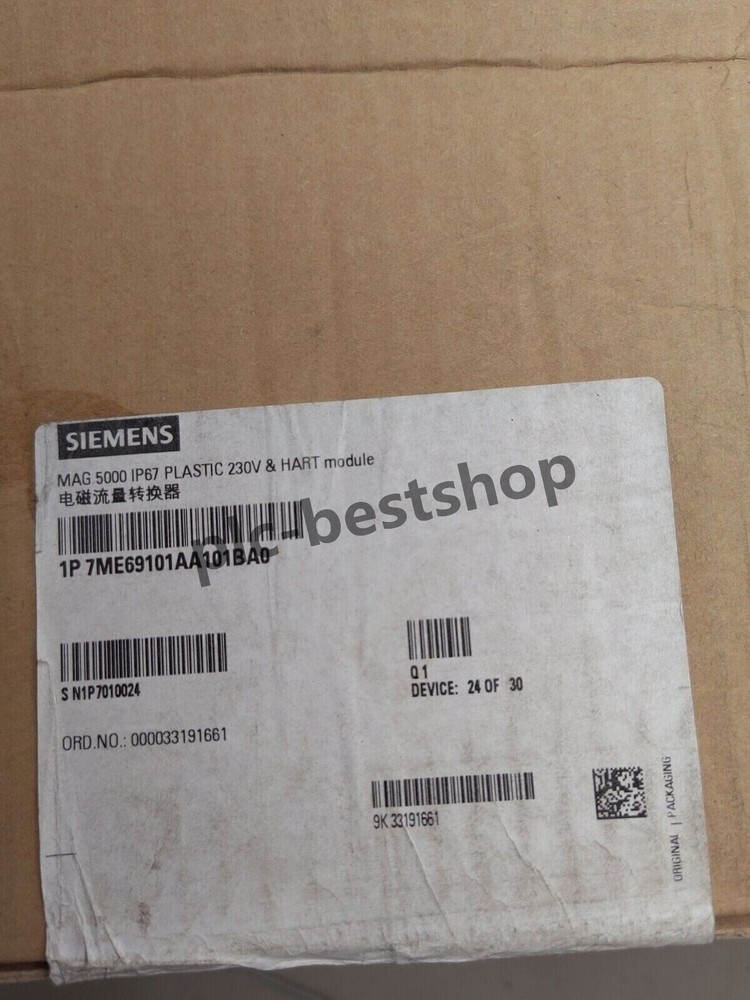 SIEMENS
MAG 5000 IP67 PLASTIC 230V & HART module
电磁流量转换器
plc-bestshop
1P 7ME69101AA101BA0
S N1P7010024
Q 1
DEVICE: 24 OF 30
ORD.NO.: 000033191661
9K 33191661
ORIGINAL | PACKAGING